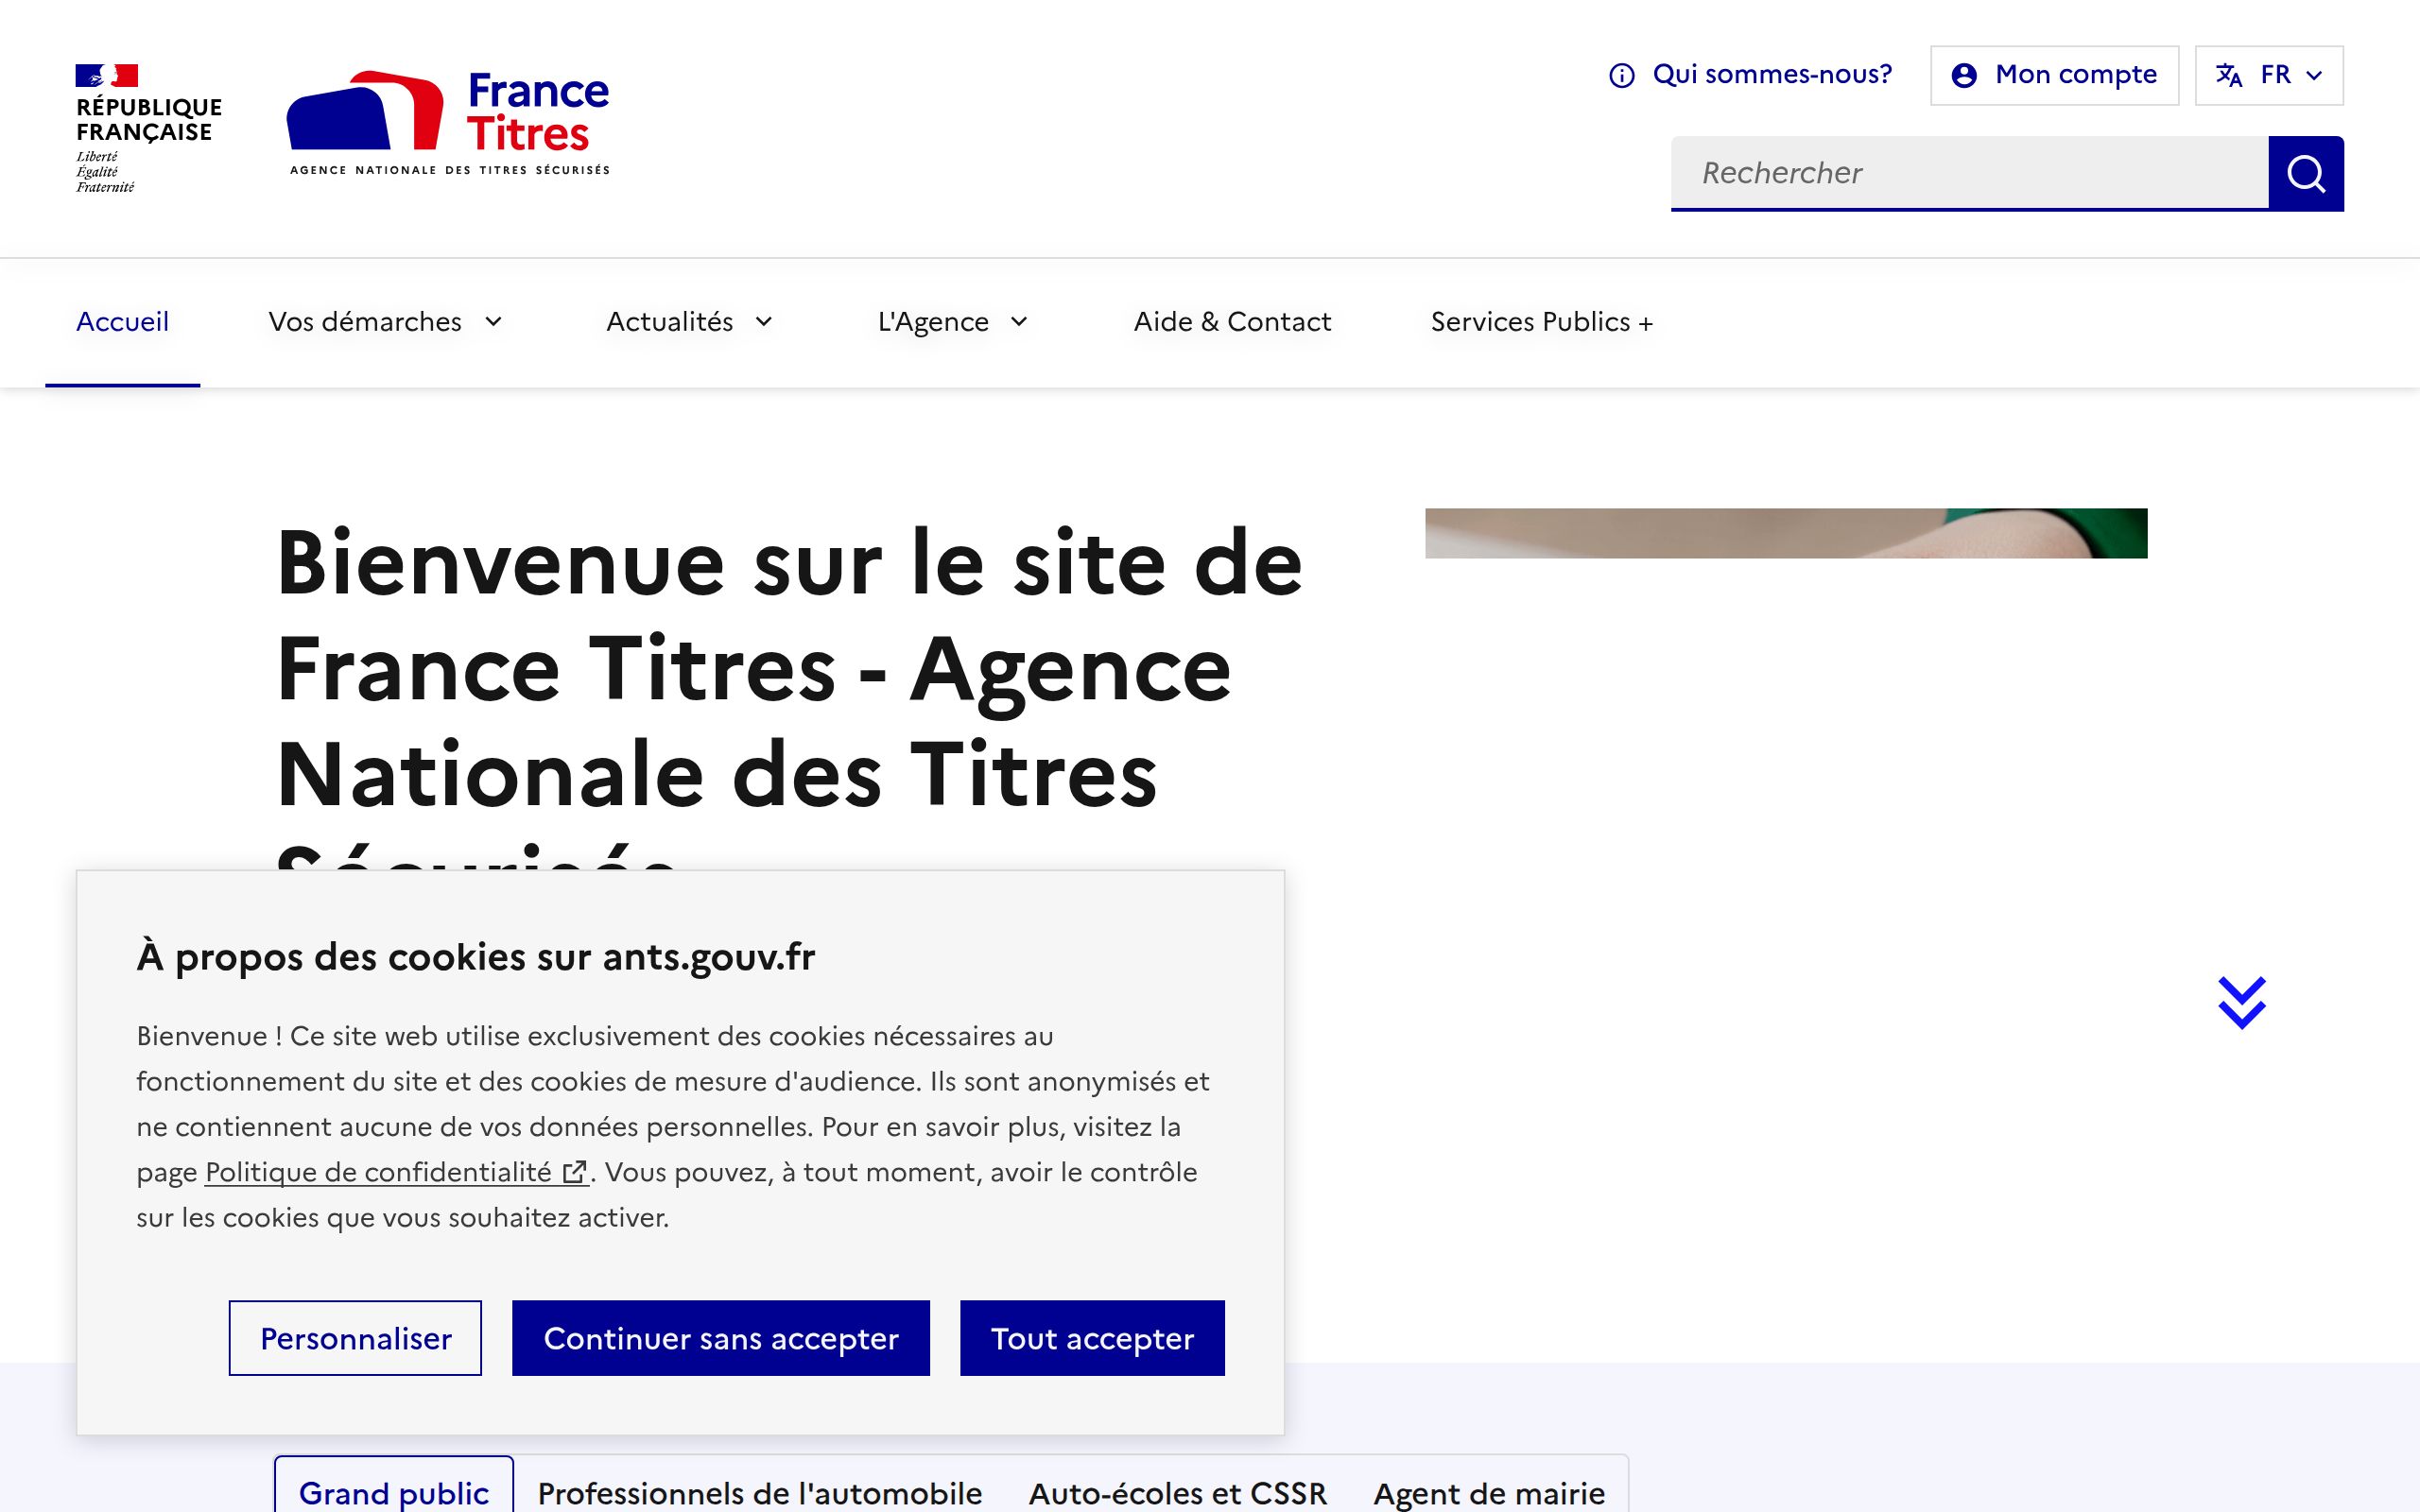 RÉPUBLIQUE
FRANÇAISE
Liberté
Égalité
Fraternité
France
Titres
AGENCE NATIONALE DES TITRES SÉCURISÉS
Qui sommes-nous?
Mon compte
FR
Rechercher
Accueil
Vos démarches
Actualités
L'Agence
Aide & Contact
Services Publics +
Bienvenue sur le site de
France Titres - Agence
Nationale des Titres
Sécurisés
À propos des cookies sur ants.gouv.fr
Bienvenue ! Ce site web utilise exclusivement des cookies nécessaires au
fonctionnement du site et des cookies de mesure d'audience. Ils sont anonymisés et
ne contiennent aucune de vos données personnelles. Pour en savoir plus, visitez la
page Politique de confidentialité. Vous pouvez, à tout moment, avoir le contrôle
sur les cookies que vous souhaitez activer.
Personnaliser
Continuer sans accepter
Tout accepter
Grand public
Professionnels de l'automobile
Auto-écoles et CSSR
Agent de mairie